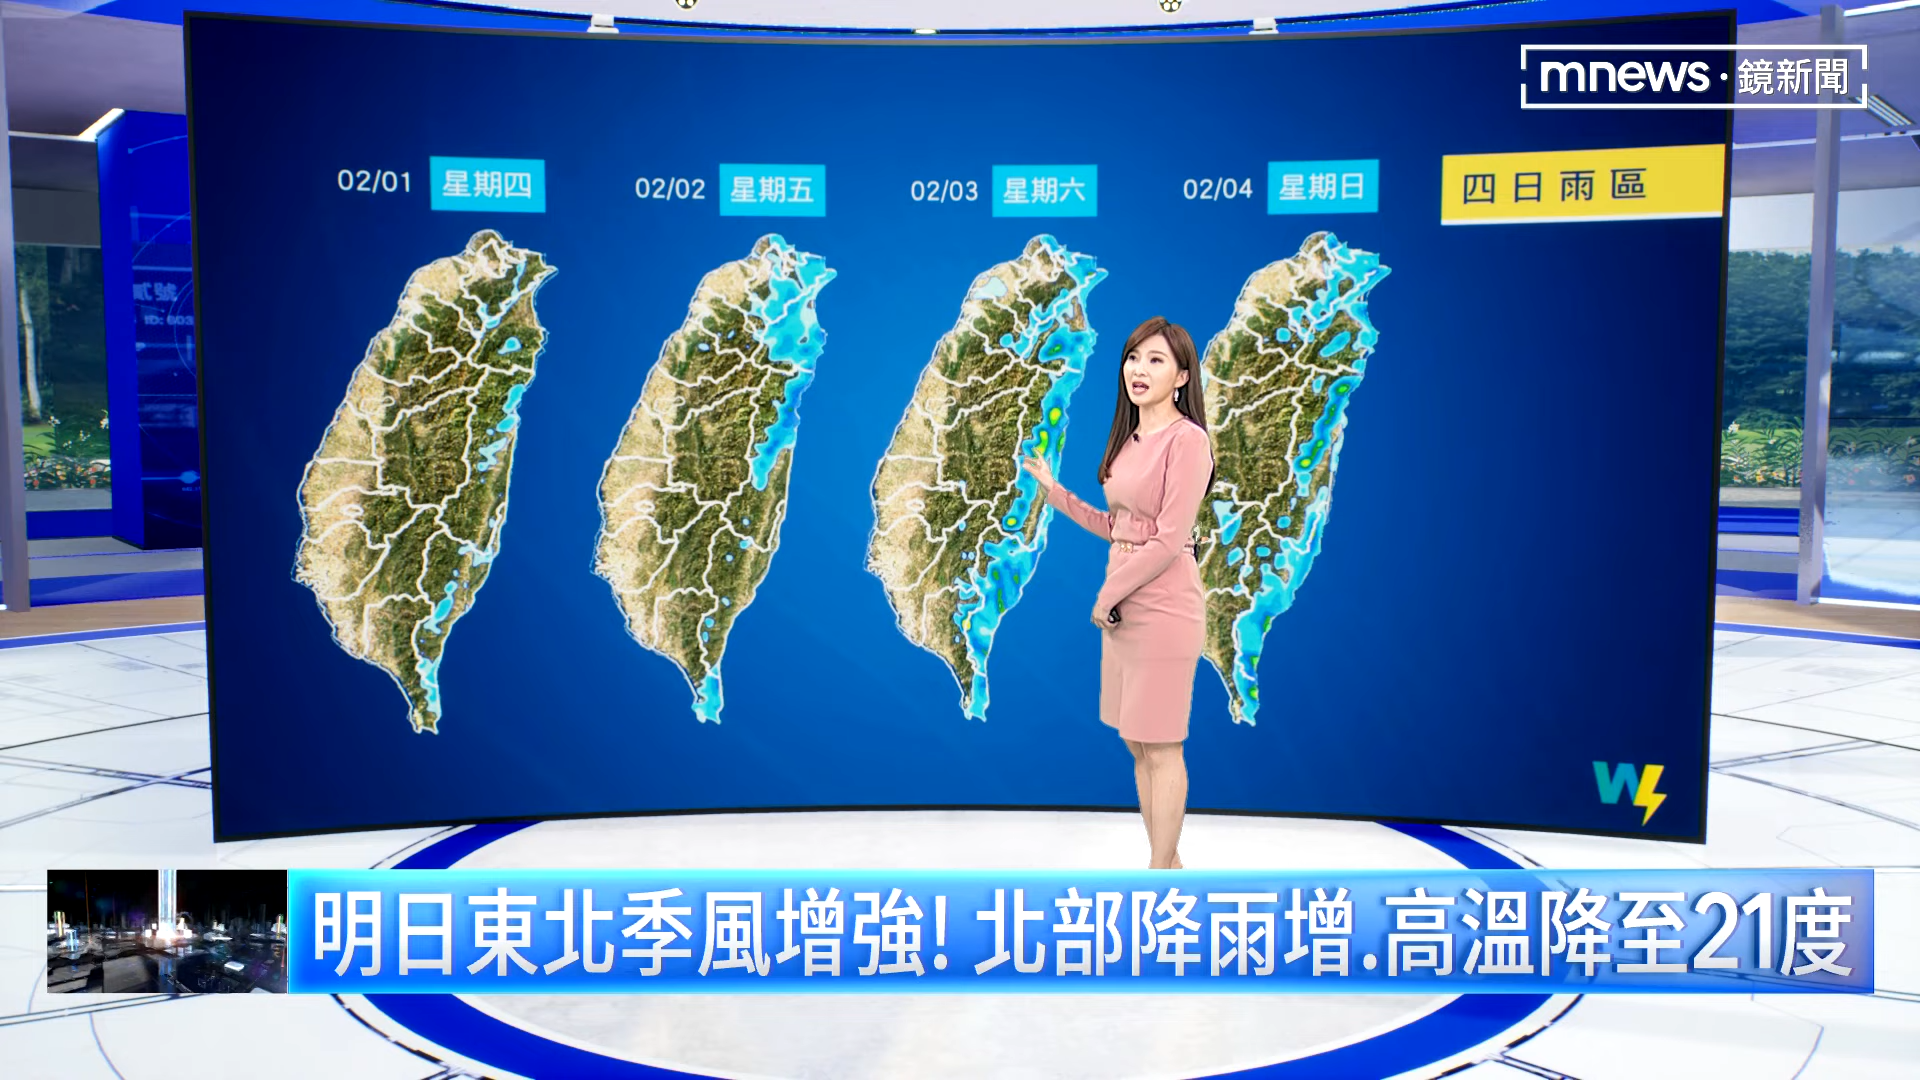 mnews·鏡新聞
02/01 星期四
02/02 星期五
02/03 星期六
02/04 星期日
四日雨區
W
明日東北季風增強! 北部降雨增.高溫降至21度